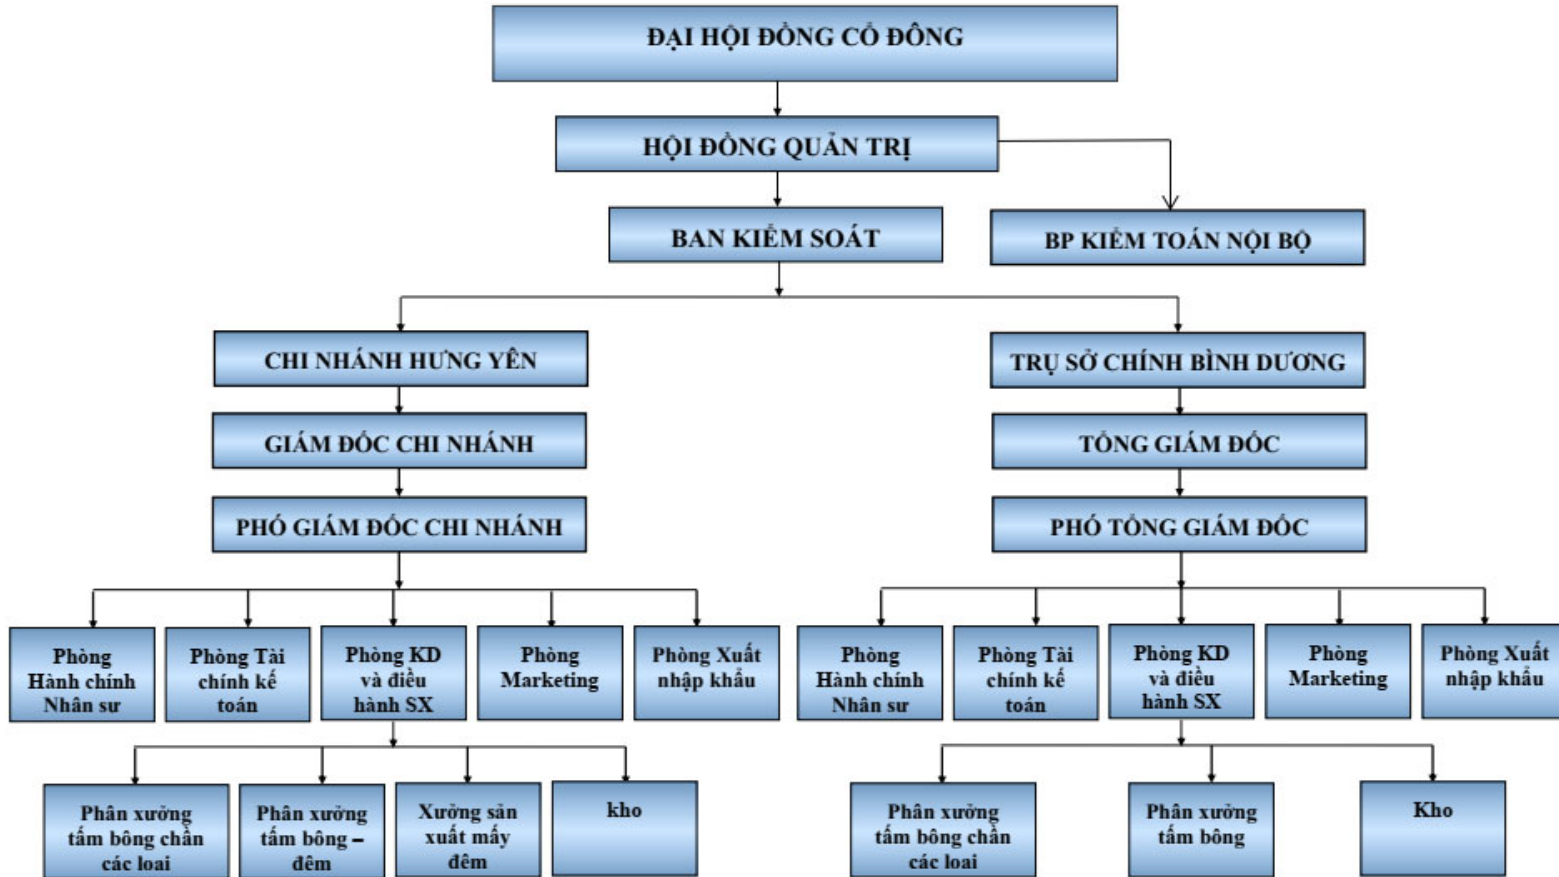 ĐẠI HỘI ĐỒNG CỔ ĐÔNG
HỘI ĐỒNG QUẢN TRỊ
BAN KIỂM SOÁT
BP KIỂM TOÁN NỘI BỘ
CHI NHÁNH HƯNG YÊN
TRỤ SỞ CHÍNH BÌNH DƯƠNG
GIÁM ĐỐC CHI NHÁNH
TỔNG GIÁM ĐỐC
PHÓ GIÁM ĐỐC CHI NHÁNH
PHÓ TỔNG GIÁM ĐỐC
Phòng
Hành chính
Nhân sư
Phòng Tài
chính kế
toán
Phòng KD
và điều
hành SX
Phòng
Marketing
Phòng Xuất
nhập khẩu
Phòng
Hành chính
Nhân sư
Phòng Tài
chính kế
toán
Phòng KD
và điều
hành SX
Phòng
Marketing
Phòng Xuất
nhập khẩu
Phân xưởng
tấm bông chần
các loai
Phân xưởng
tấm bông –
đêm
Xưởng sản
xuất mấy
đêm
kho
Phân xưởng
tấm bông chần
các loai
Phân xưởng
tấm bông
Kho